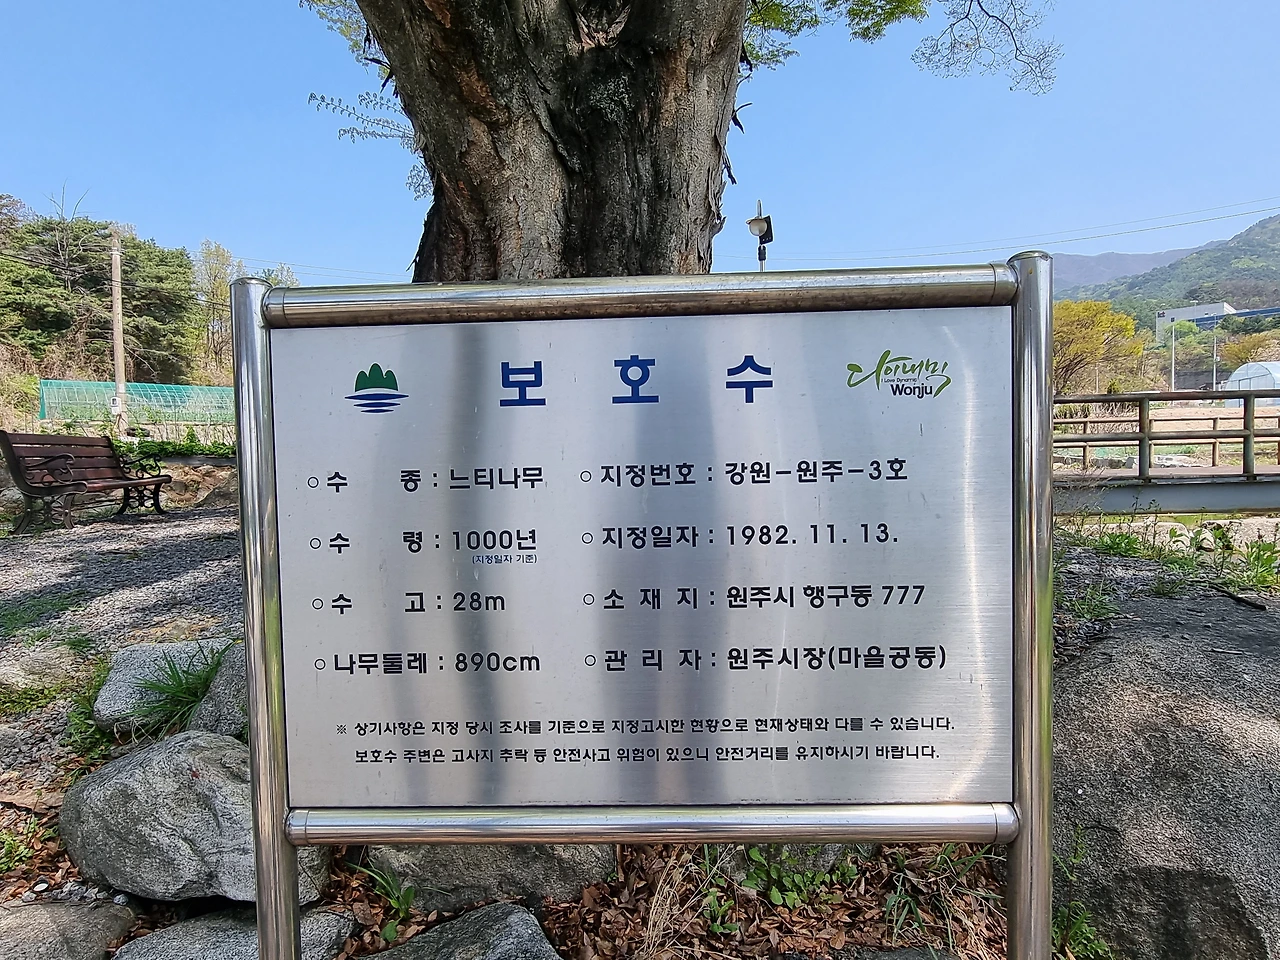 보 호 수
다이내믹
I Love Dynamic
Wonju
○ 수 종 : 느티나무 ○ 지정번호 : 강원-원주-3호
○ 수 령 : 1000년 ○ 지정일자 : 1982. 11. 13.
(지정일자 기준)
○ 수 고 : 28m ○ 소 재 지 : 원주시 행구동 777
○ 나무둘레 : 890cm ○ 관 리 자 : 원주시장(마을공동)
※ 상기사항은 지정 당시 조사를 기준으로 지정고시한 현황으로 현재상태와 다를 수 있습니다.
보호수 주변은 고사지 추락 등 안전사고 위험이 있으니 안전거리를 유지하시기 바랍니다.